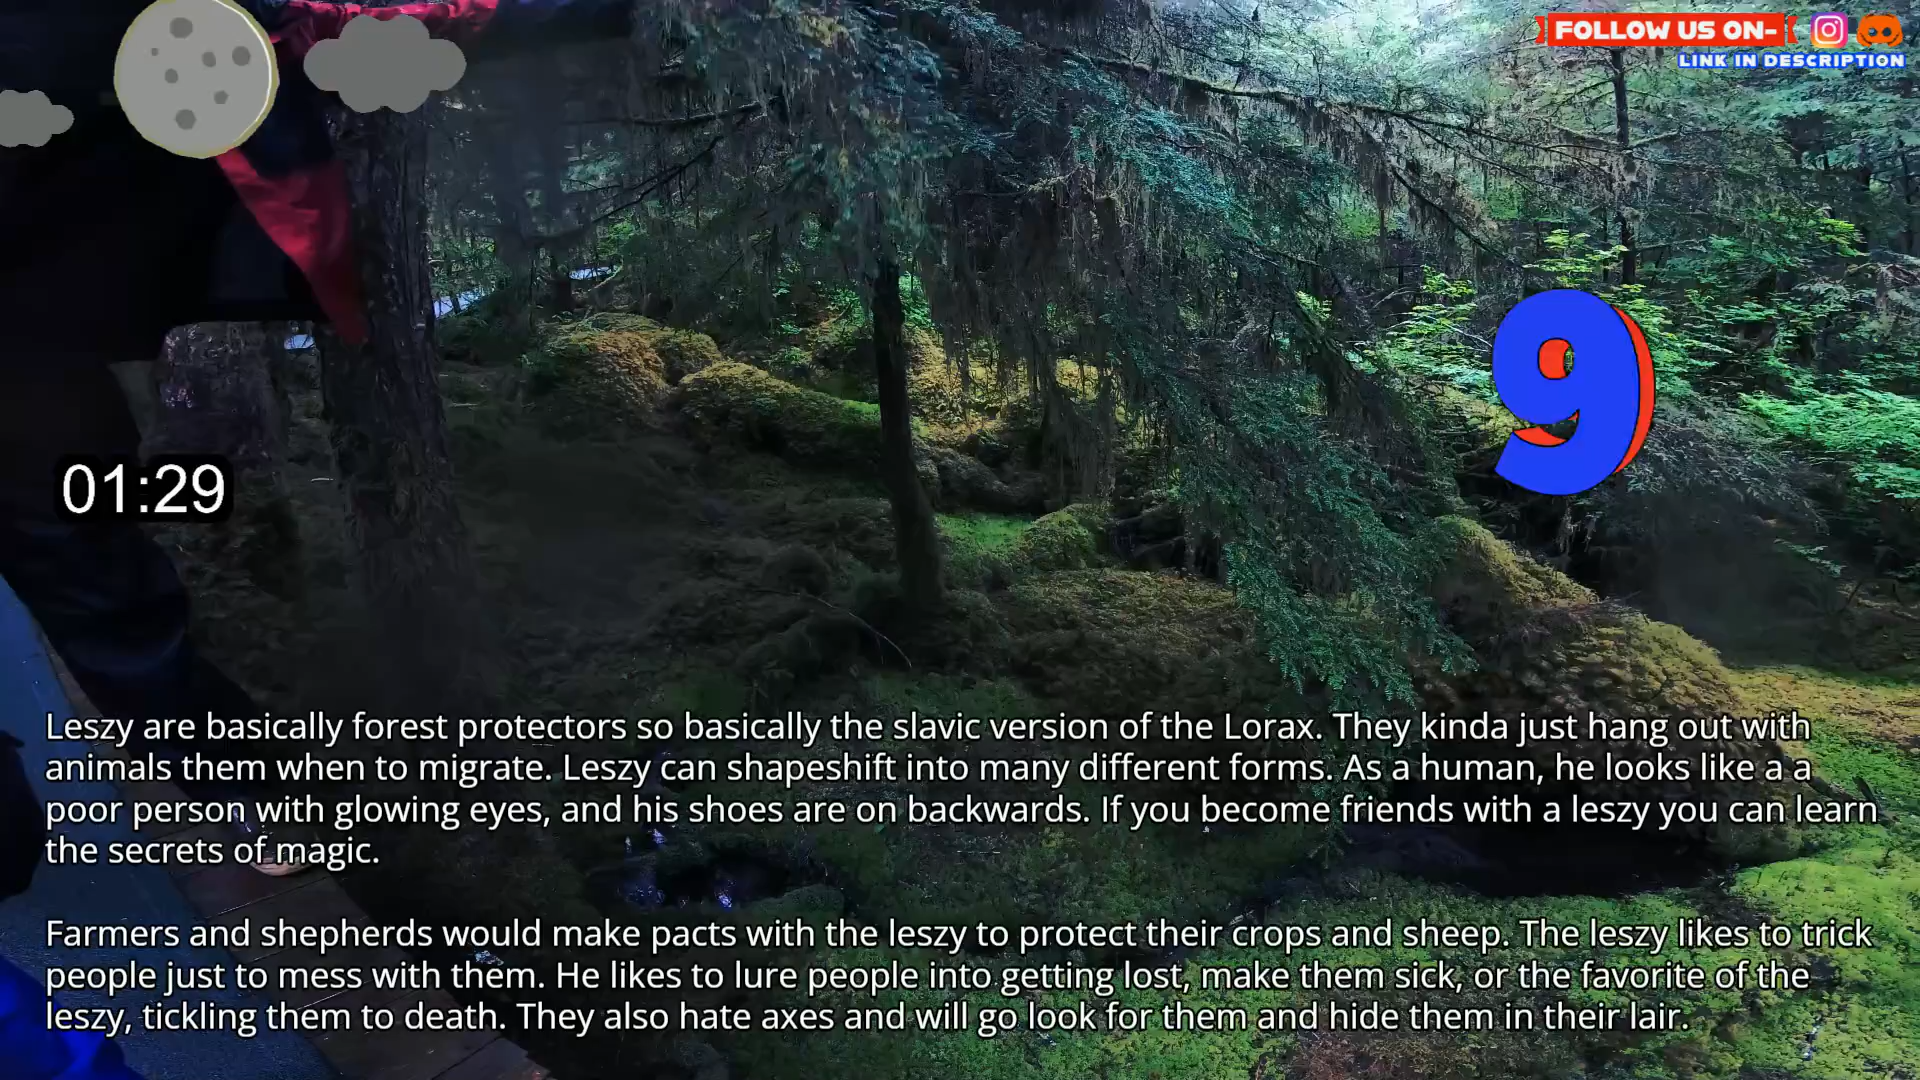 FOLLOW US ON-
LINK IN DESCRIPTION
9
01:29
Leszy are basically forest protectors so basically the slavic version of the Lorax. They kinda just hang out with
animals them when to migrate. Leszy can shapeshift into many different forms. As a human, he looks like a a
poor person with glowing eyes, and his shoes are on backwards. If you become friends with a leszy you can learn
the secrets of magic.
Farmers and shepherds would make pacts with the leszy to protect their crops and sheep. The leszy likes to trick
people just to mess with them. He likes to lure people into getting lost, make them sick, or the favorite of the
leszy, tickling them to death. They also hate axes and will go look for them and hide them in their lair.